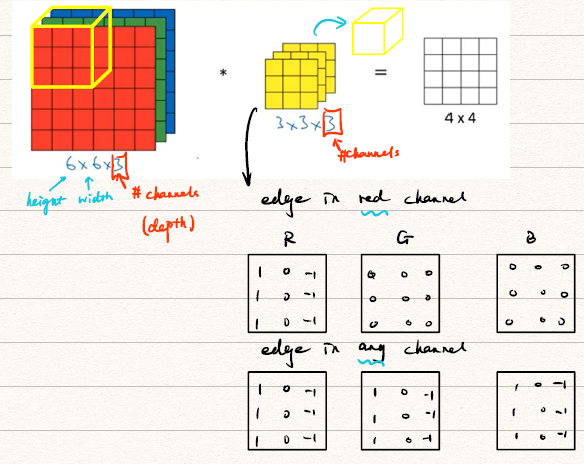 * =
3 x 3 x 3
4 x 4
6 x 6 x 3
# channels
height width # channels
(depth)
edge in red channel
R G B
1 0 -1 0 0 0 0 0 0
1 0 -1 0 0 0 0 0 0
1 0 -1 0 0 0 0 0 0
edge in any channel
1 0 -1 1 0 -1 1 0 -1
1 0 -1 1 0 -1 1 0 -1
1 0 -1 1 0 -1 1 0 -1